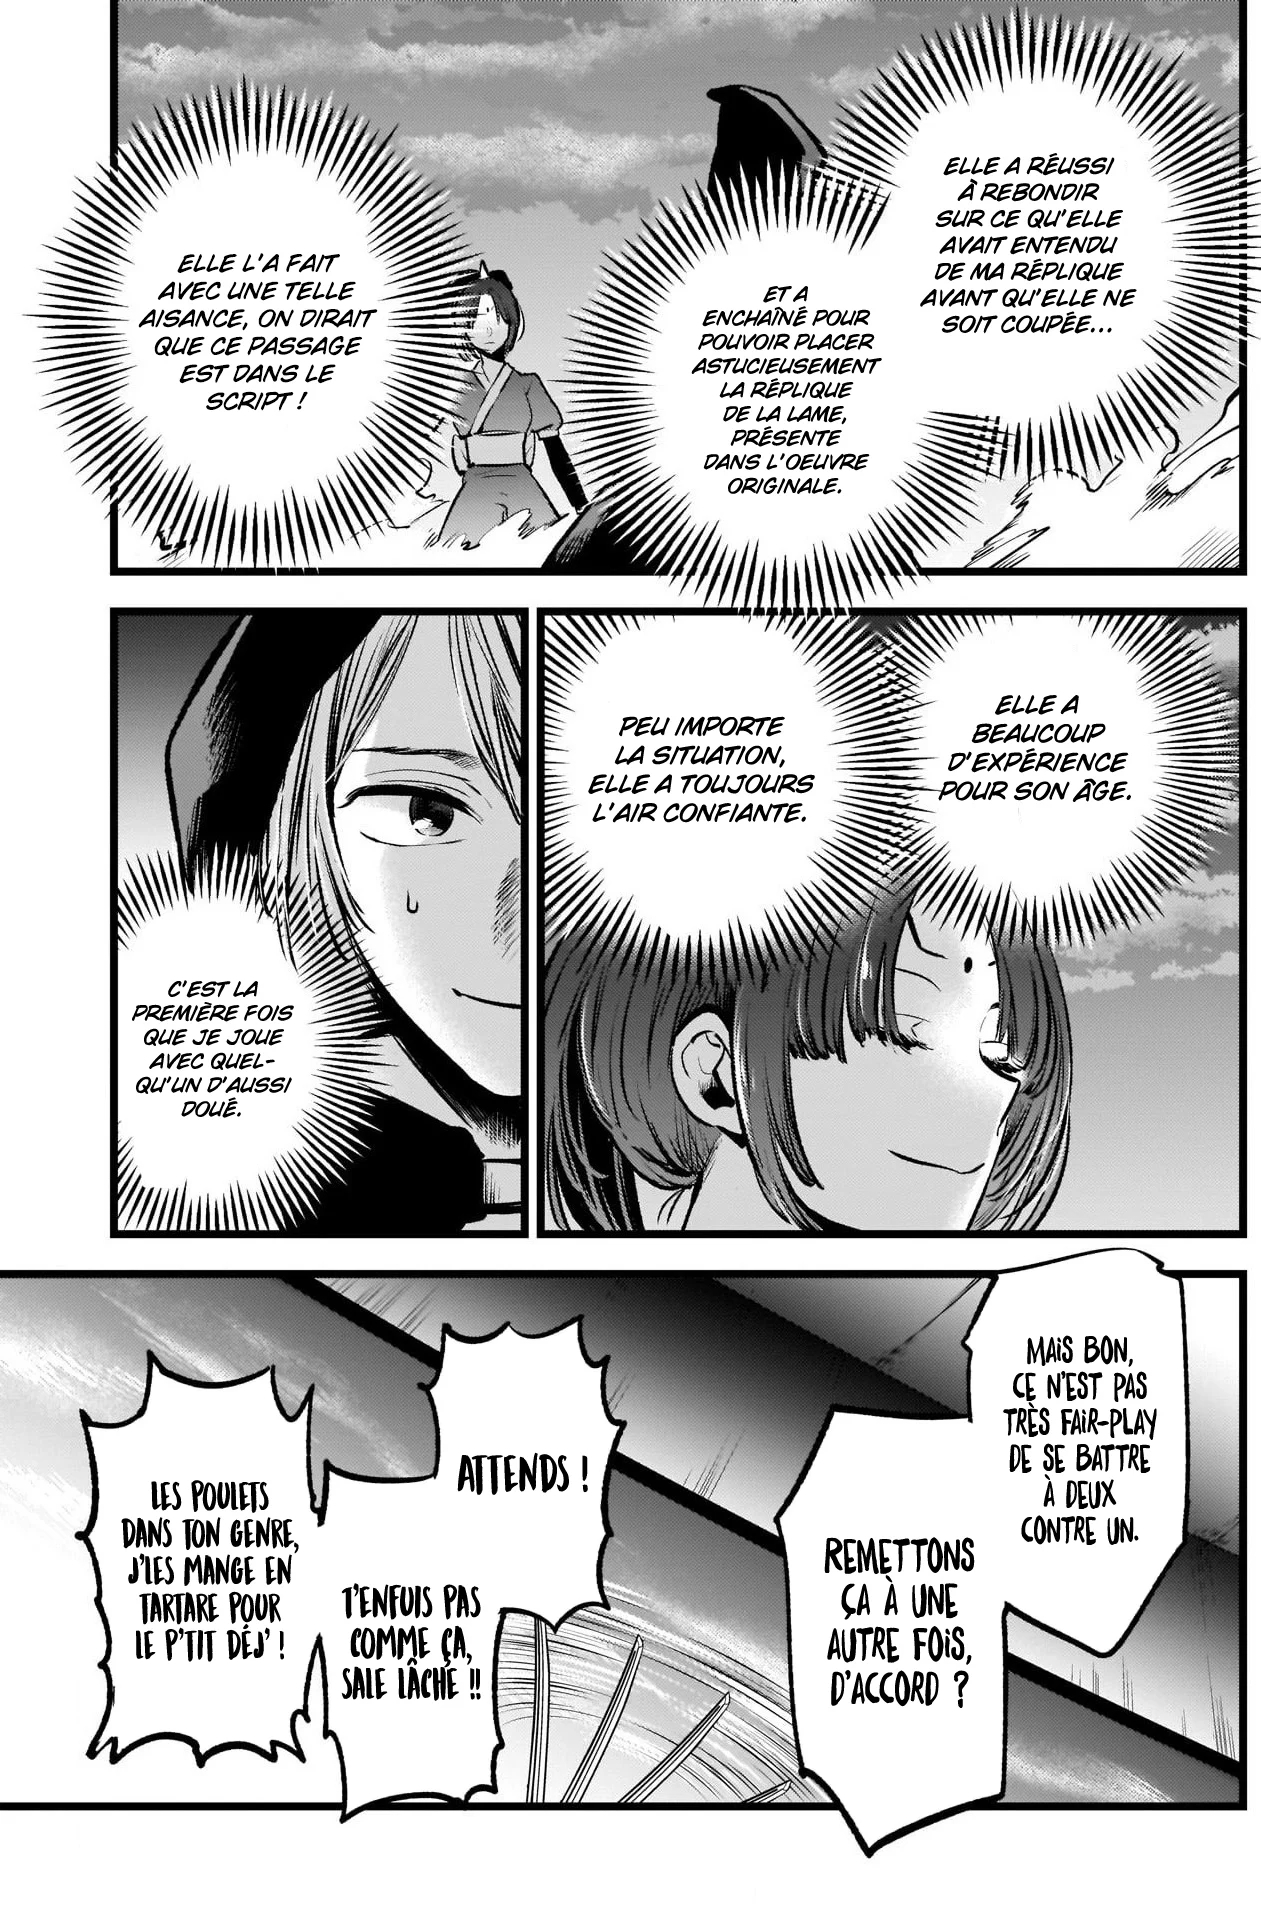 ELLE A RÉUSSI
À REBONDIR
SUR CE QU'ELLE
AVAIT ENTENDU
DE MA RÉPLIQUE
AVANT QU'ELLE NE
SOIT COUPÉE...
ET A
ENCHAÎNÉ POUR
POUVOIR PLACER
ASTUCIEUSEMENT
LA RÉPLIQUE
DE LA LAME,
PRÉSENTE
DANS L'OEUVRE
ORIGINALE.
ELLE L'A FAIT
AVEC UNE TELLE
AISANCE, ON DIRAIT
QUE CE PASSAGE
EST DANS LE
SCRIPT !
ELLE A
BEAUCOUP
D'EXPÉRIENCE
POUR SON ÂGE.
PEU IMPORTE
LA SITUATION,
ELLE A TOUJOURS
L'AIR CONFIANTE.
C'EST LA
PREMIÈRE FOIS
QUE JE JOUE
AVEC QUEL-
QU'UN D'AUSSI
DOUÉ.
MAIS BON,
CE N'EST PAS
TRÈS FAIR-PLAY
DE SE BATTRE
À DEUX
CONTRE UN.
REMETTONS
ÇA À UNE
AUTRE FOIS,
D'ACCORD ?
ATTENDS !
T'ENFUIS PAS
COMME ÇA,
SALE LÂCHE !!
LES POULETS
DANS TON GENRE,
J'LES MANGE EN
TARTARE POUR
LE P'TIT DÉJ' !